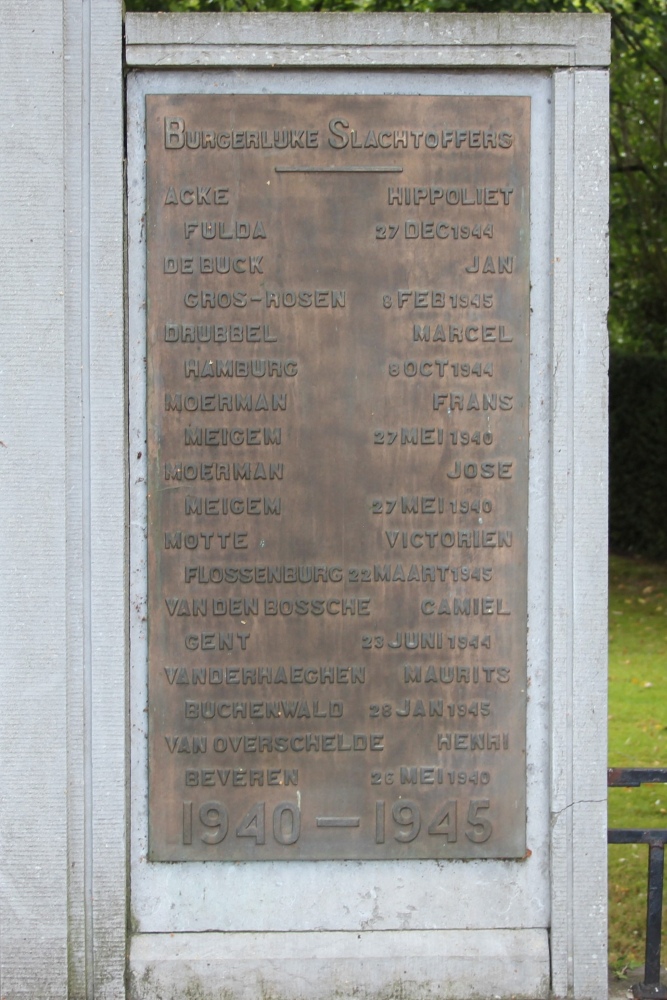 BURGERLIJKE SLACHTOFFERS
ACKE HIPPOLIET
FULDA 27 DEC 1944
DE BUCK JAN
GROS-ROSEN 8 FEB 1945
DRUBBEL MARCEL
HAMBURG 8 OCT 1944
MOERMAN FRANS
MEIGEM 27 MEI 1940
MOERMAN JOSE
MEIGEM 27 MEI 1940
MOTTE VICTORIEN
FLOSSENBURG 22 MAART 1945
VAN DEN BOSSCHE CAMIEL
GENT 23 JUNI 1944
VANDERHAEGHEN MAURITS
BUCHENWALD 28 JAN 1945
VAN OVERSCHELDE HENRI
BEVEREN 26 MEI 1940
1940 – 1945